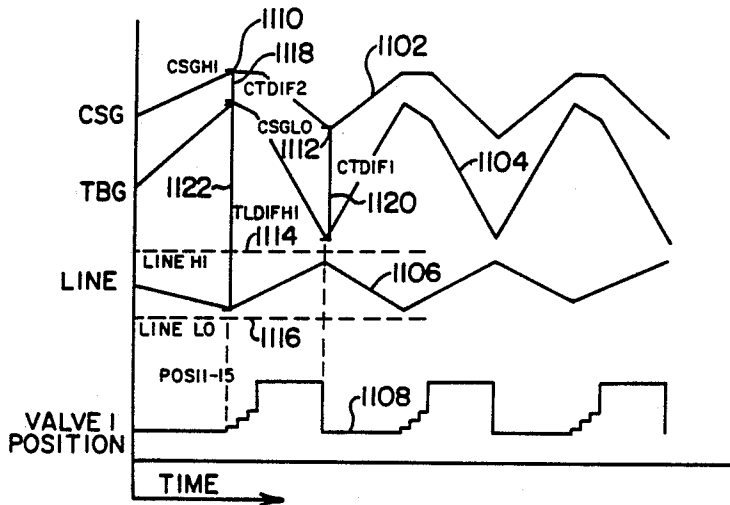 1110
1118
1102
CSGHI
CTDIF2
CSG
CSGLO
1112
CTDIF1
1104
TBG
1122
1120
TLDIFHI
1114
LINE HI
LINE
1106
LINE LO
1116
POS11-15
1108
VALVE 1
POSITION
TIME